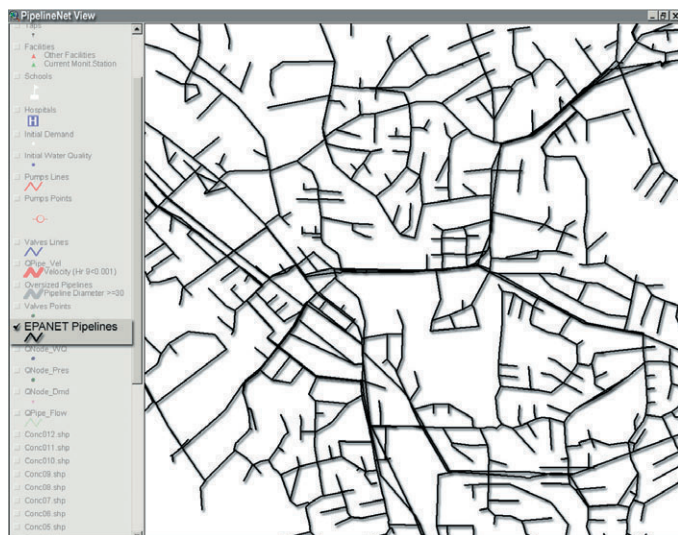 PipelineNet View
Taps
Facilities
Other Facilities
Current Monit Station
Schools
Hospitals
H
Initial Demand
Initial Water Quality
Pumps Lines
Pumps Points
Valves Lines
QPipe_Vel
Velocity (Hr 9<0.001)
Oversized Pipelines
Pipeline Diameter >=30
Valves Points
EPANET Pipelines
QNode_WQ
QNode_Pres
QNode_Dmd
QPipe_Flow
Conc012.shp
Conc011.shp
Conc010.shp
Conc09.shp
Conc08.shp
Conc07.shp
Conc06.shp
Conc05.shp